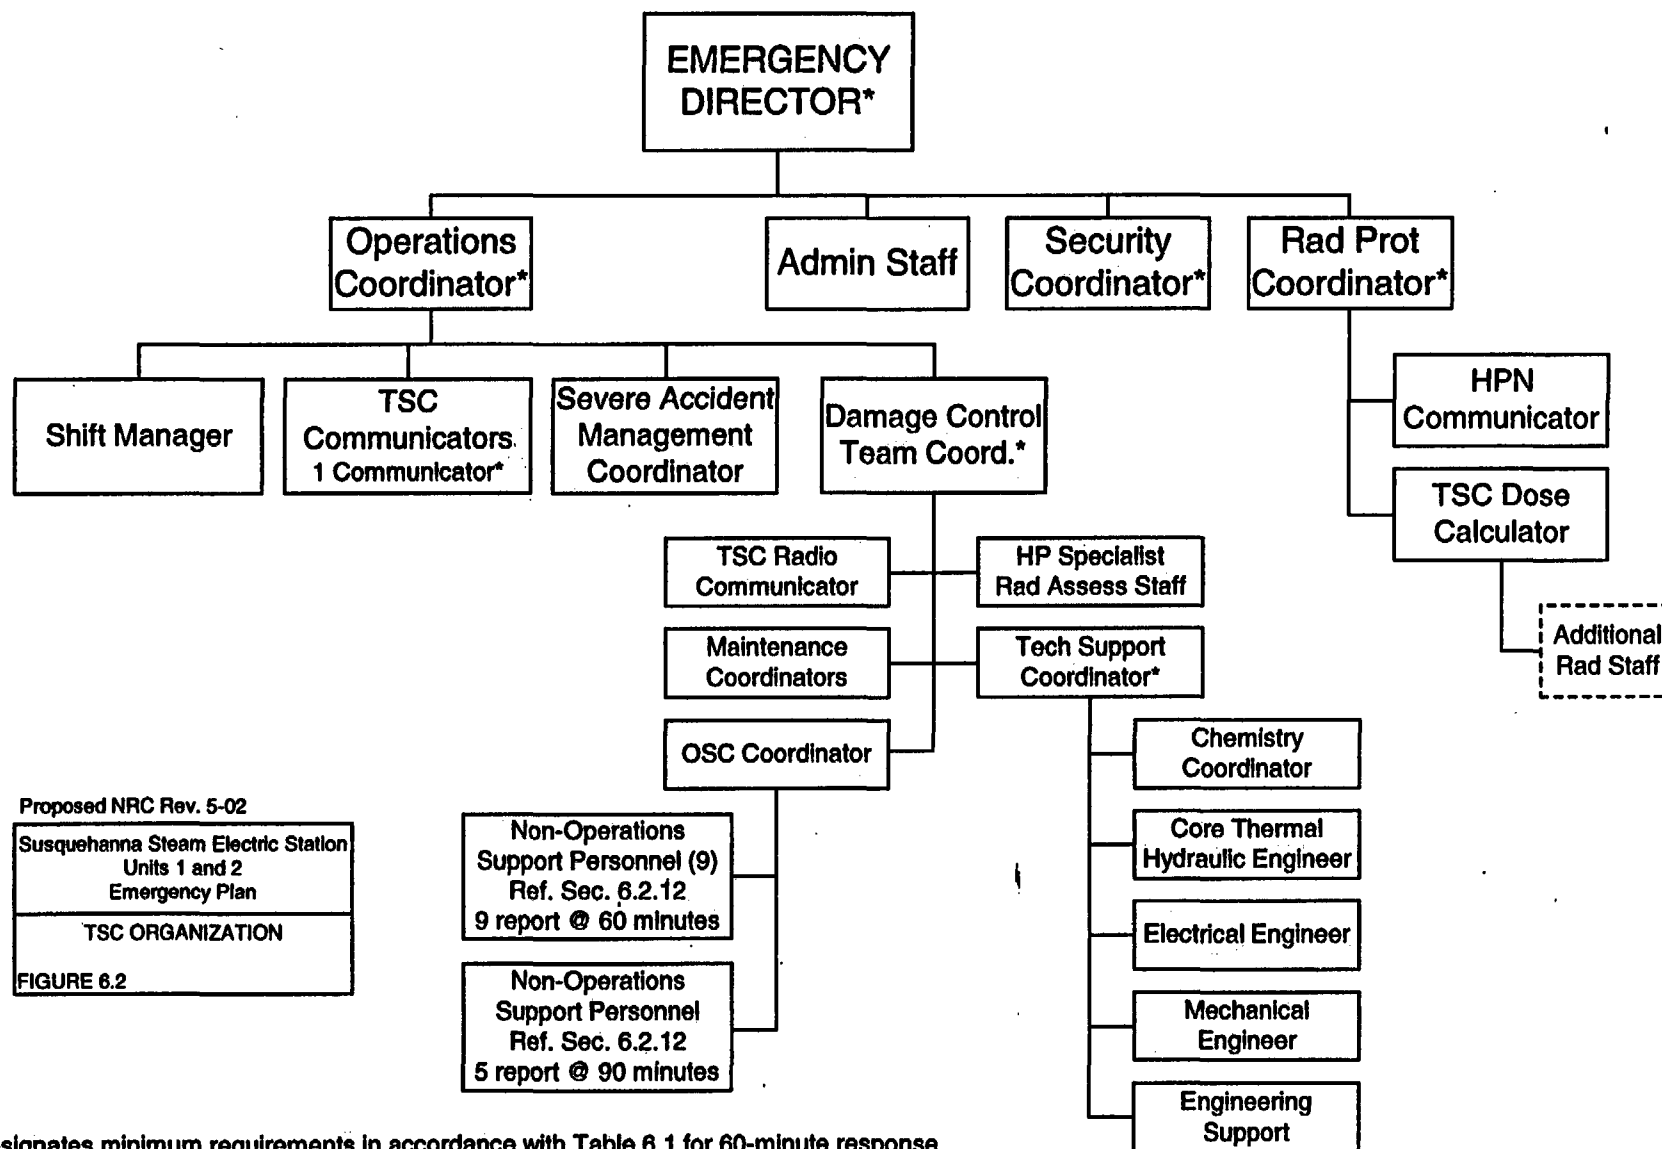 EMERGENCY
DIRECTOR*
Operations
Coordinator*
Admin Staff
Security
Coordinator*
Rad Prot
Coordinator*
Shift Manager
TSC
Communicators
1 Communicator*
Severe Accident
Management
Coordinator
Damage Control
Team Coord.*
HPN
Communicator
TSC Dose
Calculator
Additional
Rad Staff
TSC Radio
Communicator
HP Specialist
Rad Assess Staff
Maintenance
Coordinators
Tech Support
Coordinator*
OSC Coordinator
Chemistry
Coordinator
Core Thermal
Hydraulic Engineer
Electrical Engineer
Mechanical
Engineer
Engineering
Support
Non-Operations
Support Personnel (9)
Ref. Sec. 6.2.12
9 report @ 60 minutes
Non-Operations
Support Personnel
Ref. Sec. 6.2.12
5 report @ 90 minutes
Proposed NRC Rev. 5-02
Susquehanna Steam Electric Station
Units 1 and 2
Emergency Plan
TSC ORGANIZATION
FIGURE 6.2
signates minimum requirements in accordance with Table 6.1 for 60-minute response